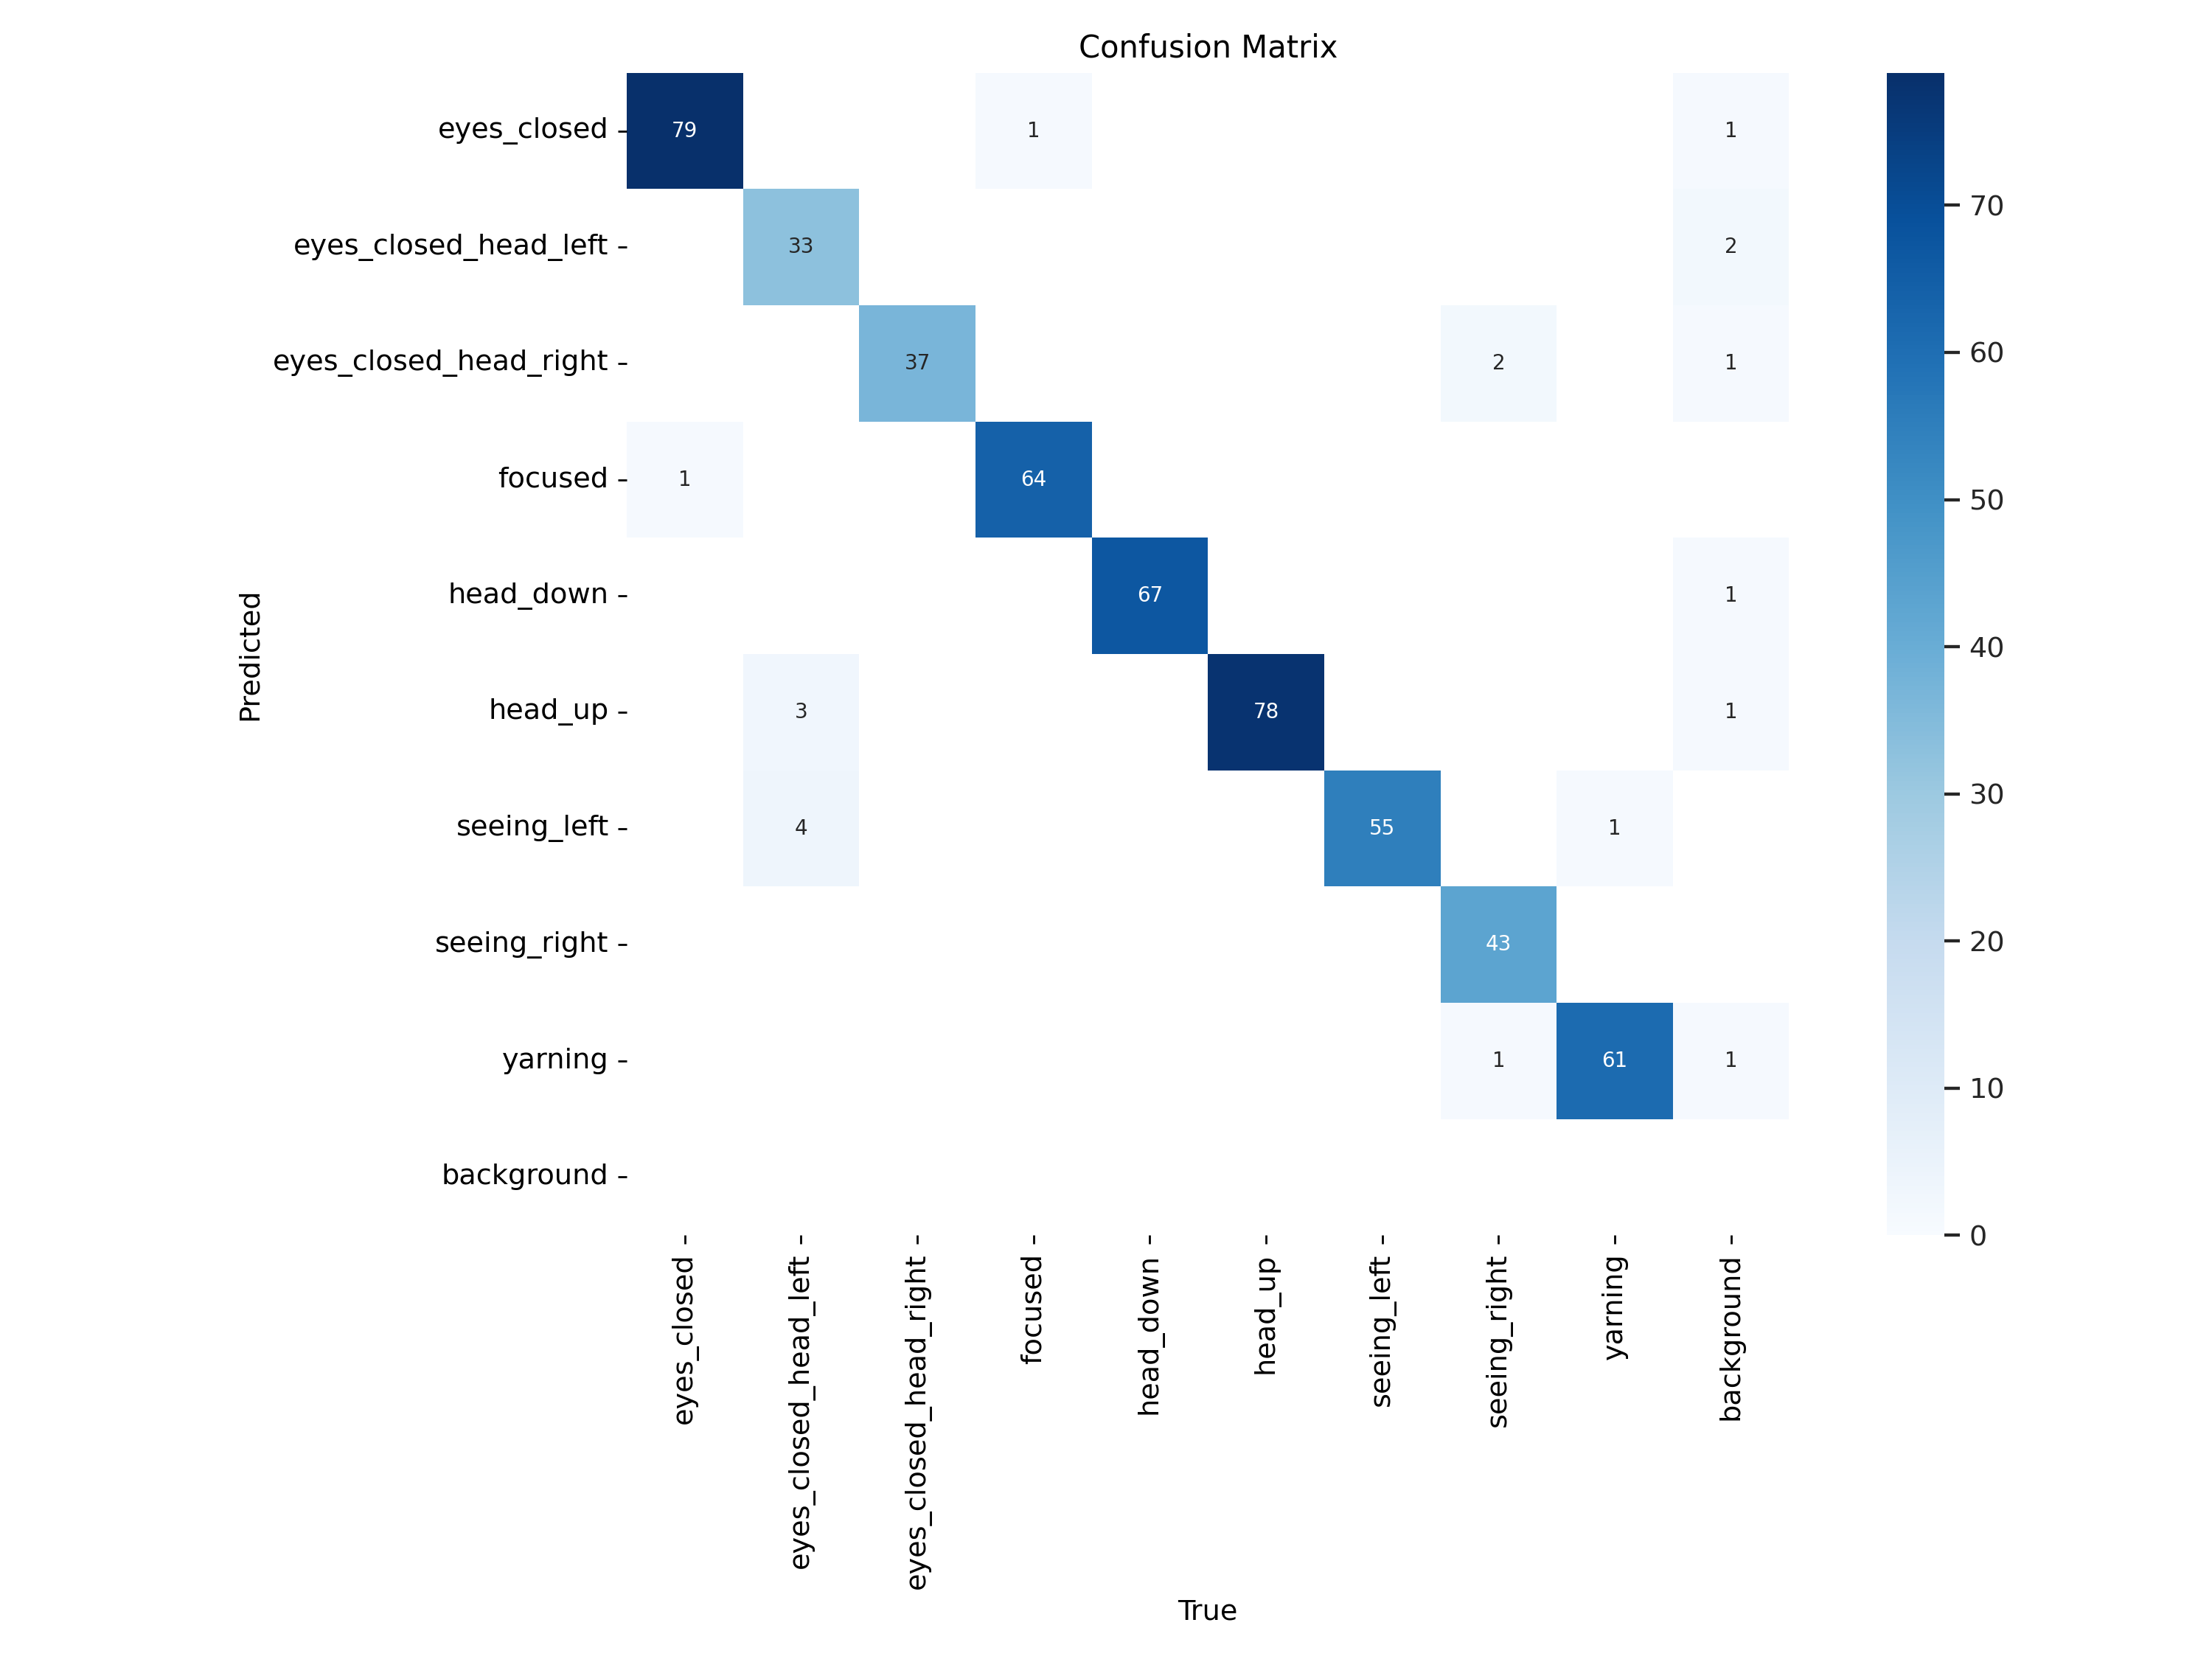 Confusion Matrix
eyes_closed 79 1 1
eyes_closed_head_left 33 2
eyes_closed_head_right 37 2 1
focused 1 64
head_down 67 1
head_up 3 78 1
seeing_left 4 55 1
seeing_right 43
yarning 1 61 1
background
Predicted
eyes_closed
eyes_closed_head_left
eyes_closed_head_right
focused
head_down
head_up
seeing_left
seeing_right
yarning
background
True
70
60
50
40
30
20
10
0